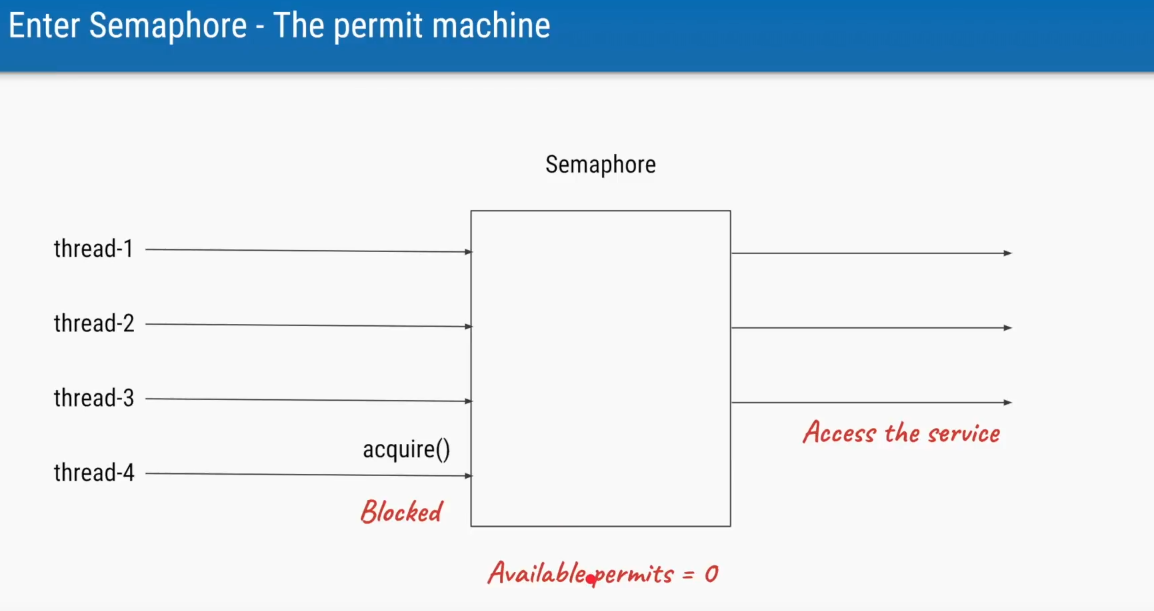 Enter Semaphore - The permit machine
Semaphore
thread-1
thread-2
thread-3
Access the service
acquire()
thread-4
Blocked
Available permits = 0